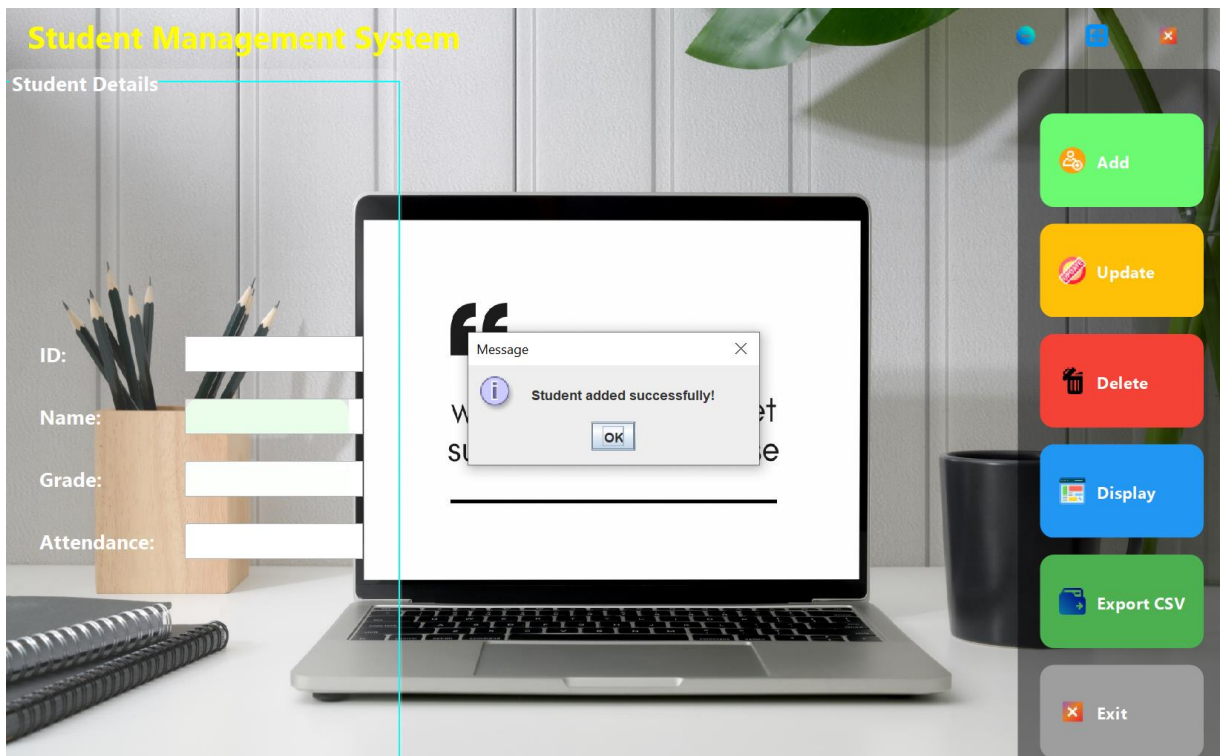 Student Management System
Student Details
ID:
Name:
Grade:
Attendance:
Message
Student added successfully!
OK
Add
Update
Delete
Display
Export CSV
Exit